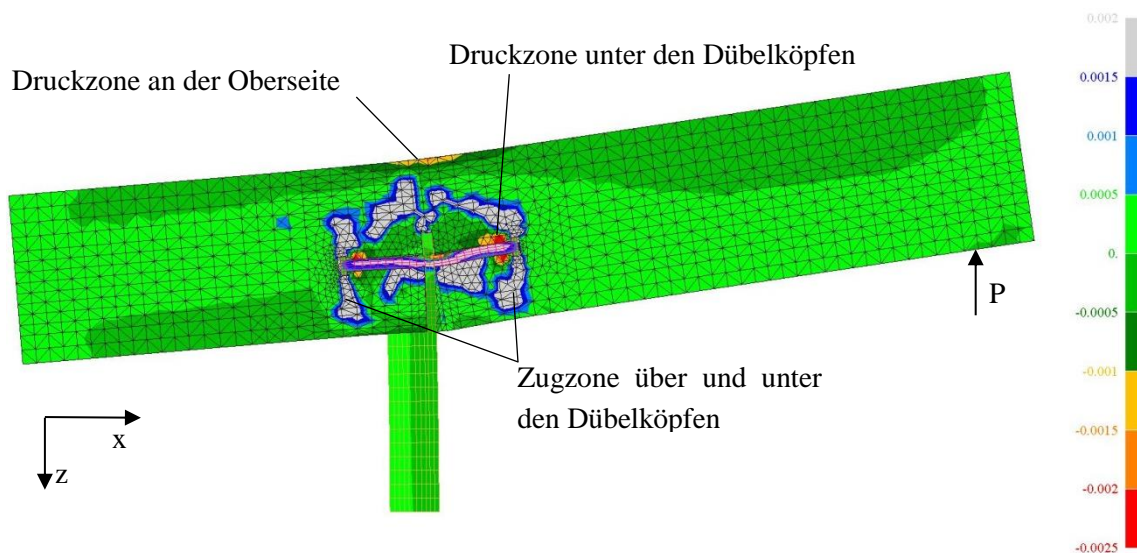 Druckzone unter den Dübelköpfen
Druckzone an der Oberseite
P
Zugzone über und unter
den Dübelköpfen
x
z
0.002
0.0015
0.001
0.0005
0.
-0.0005
-0.001
-0.0015
-0.002
-0.0025